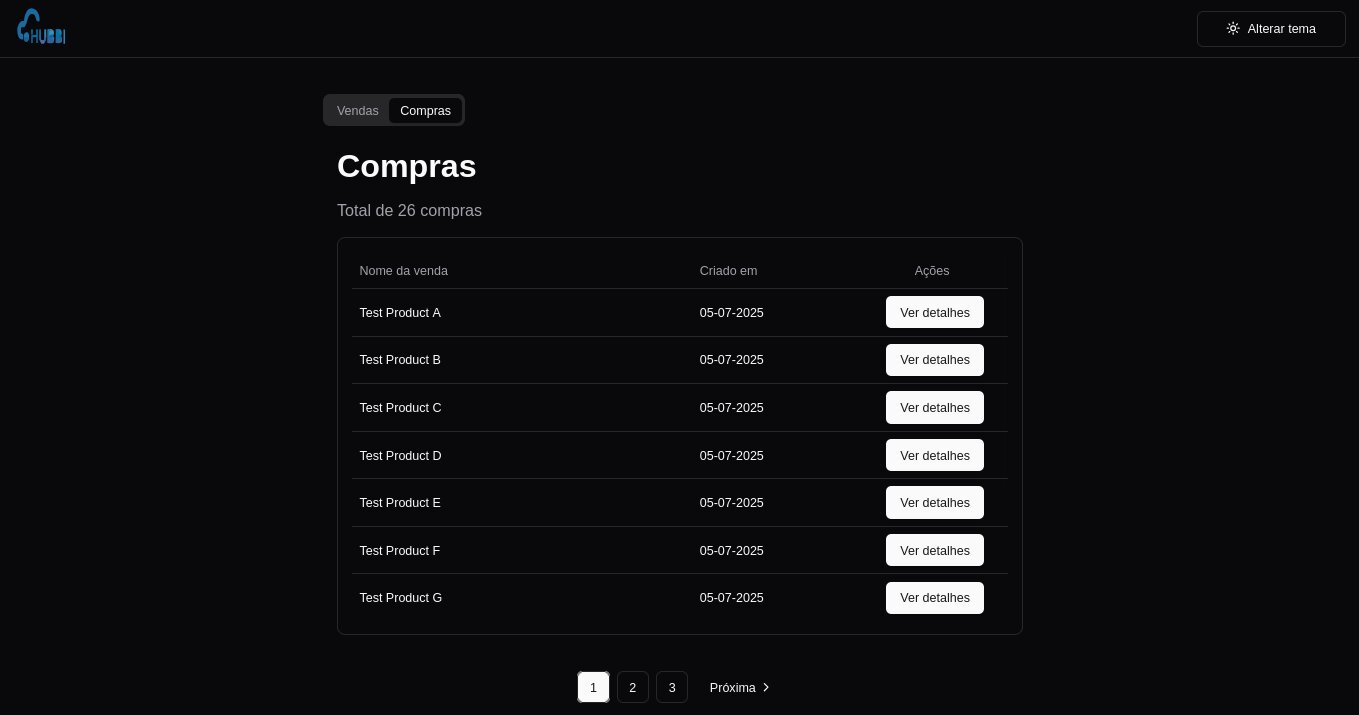 HUBBI
Alterar tema
Vendas Compras
Compras
Total de 26 compras
Nome da venda Criado em Ações
Test Product A 05-07-2025 Ver detalhes
Test Product B 05-07-2025 Ver detalhes
Test Product C 05-07-2025 Ver detalhes
Test Product D 05-07-2025 Ver detalhes
Test Product E 05-07-2025 Ver detalhes
Test Product F 05-07-2025 Ver detalhes
Test Product G 05-07-2025 Ver detalhes
1 2 3 Próxima